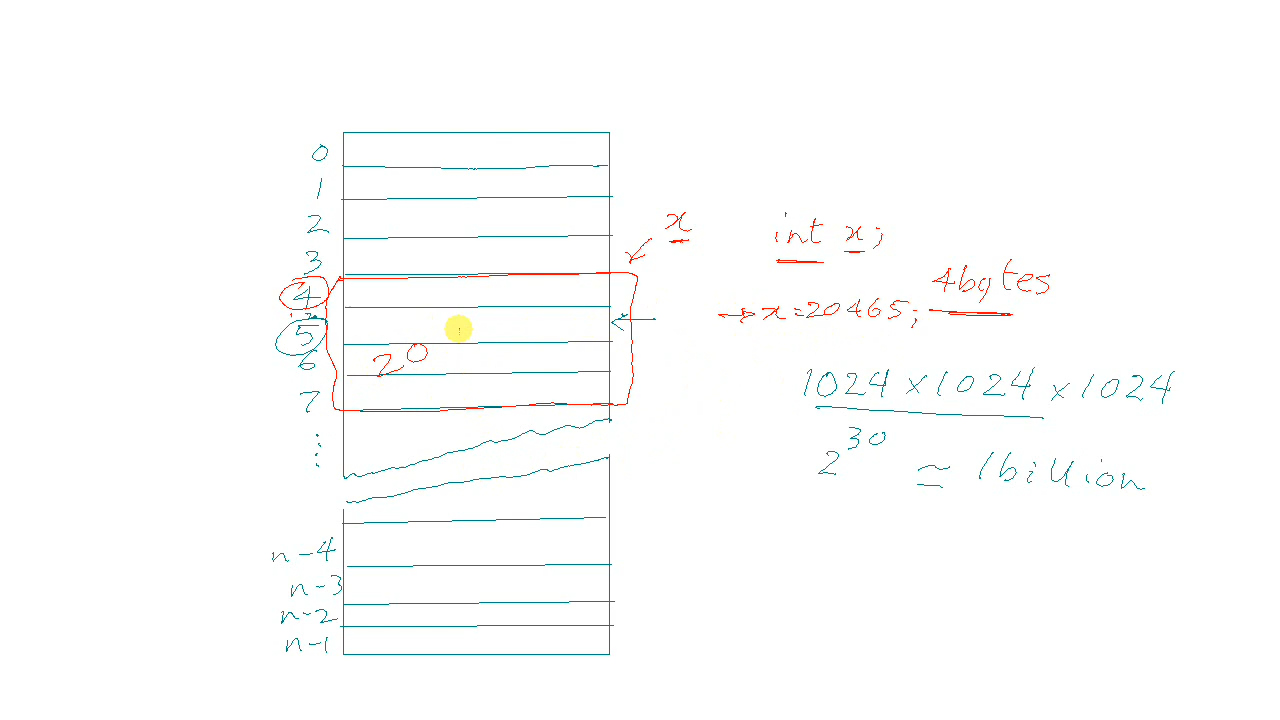 0
1
2
3
4
5
6
7
⋮
n-4
n-3
n-2
n-1
20
x
int x;
4bytes
→ x=20465;
1024 × 1024 × 1024
2^30 ≃ 1billion